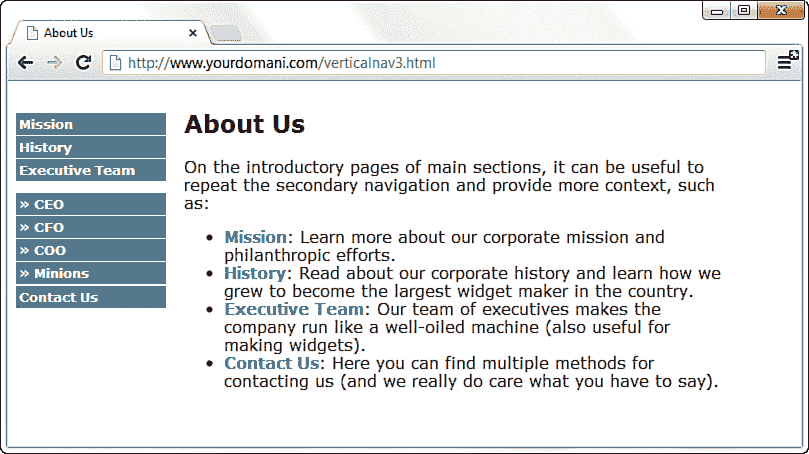 About Us
http://www.yourdomani.com/verticalnav3.html
Mission
History
Executive Team
» CEO
» CFO
» COO
» Minions
Contact Us
About Us
On the introductory pages of main sections, it can be useful to
repeat the secondary navigation and provide more context, such
as:
• Mission: Learn more about our corporate mission and
philanthropic efforts.
• History: Read about our corporate history and learn how we
grew to become the largest widget maker in the country.
• Executive Team: Our team of executives makes the
company run like a well-oiled machine (also useful for
making widgets).
• Contact Us: Here you can find multiple methods for
contacting us (and we really do care what you have to say).